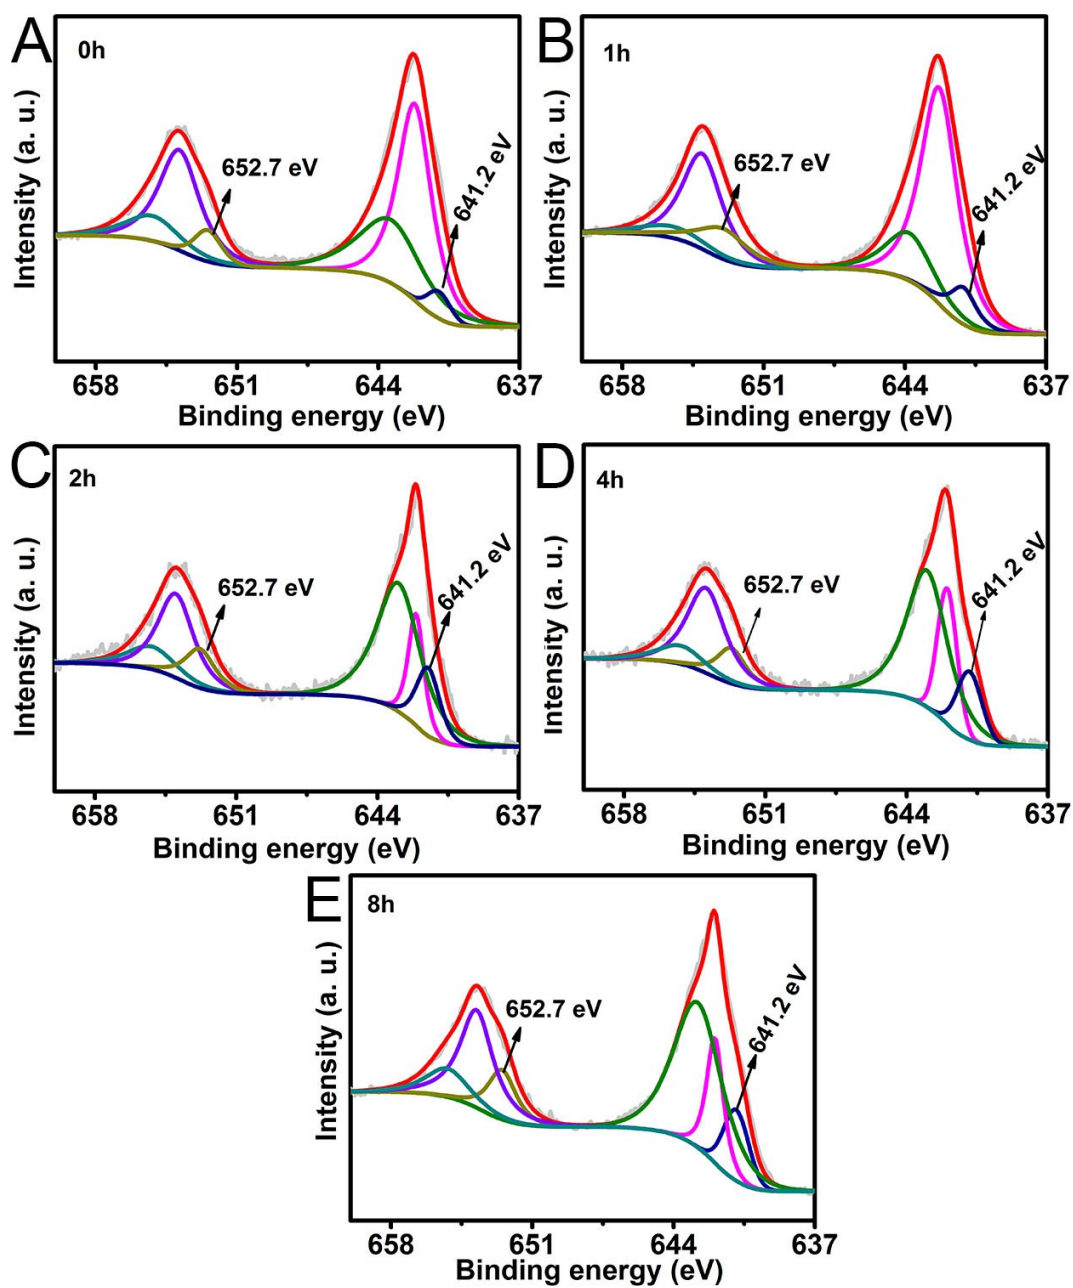 A
0h
652.7 eV
641.2 eV
Intensity (a. u.)
658 651 644 637
Binding energy (eV)
B
1h
652.7 eV
641.2 eV
Intensity (a. u.)
658 651 644 637
Binding energy (eV)
C
2h
652.7 eV
641.2 eV
Intensity (a. u.)
658 651 644 637
Binding energy (eV)
D
4h
652.7 eV
641.2 eV
Intensity (a. u.)
658 651 644 637
Binding energy (eV)
E
8h
652.7 eV
641.2 eV
Intensity (a. u.)
658 651 644 637
Binding energy (eV)